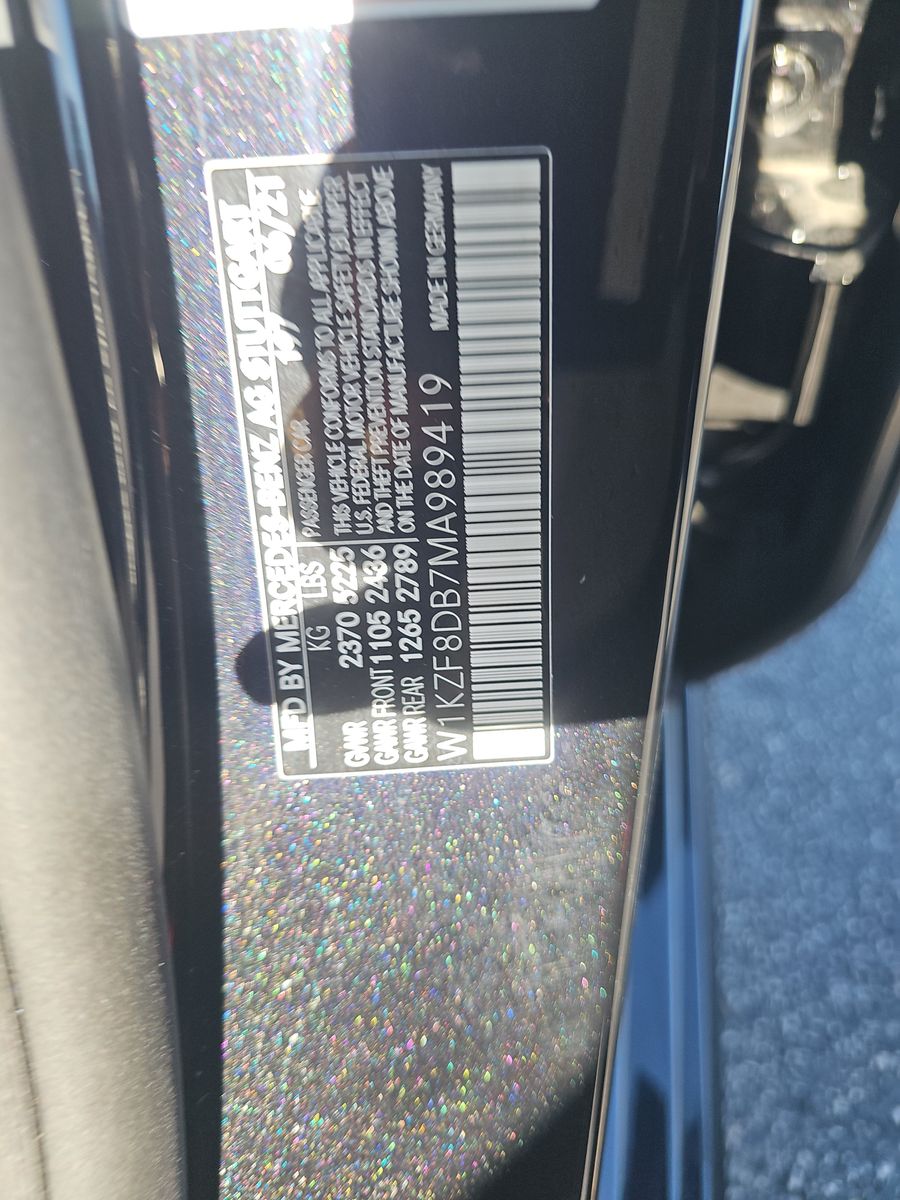 MFD BY MERCEDES-BENZ AG STUTTGART
KG LBS
PASSENGER CAR
06/21
GVWR 2370 5225
GAWR FRONT 1105 2436
GAWR REAR 1265 2789
THIS VEHICLE CONFORMS TO ALL APPLICABLE
U.S. FEDERAL MOTOR VEHICLE SAFETY, BUMPER
AND THEFT PREVENTION STANDARDS IN EFFECT
ON THE DATE OF MANUFACTURE SHOWN ABOVE
MADE IN GERMANY
W1KZF8DB7MA989419